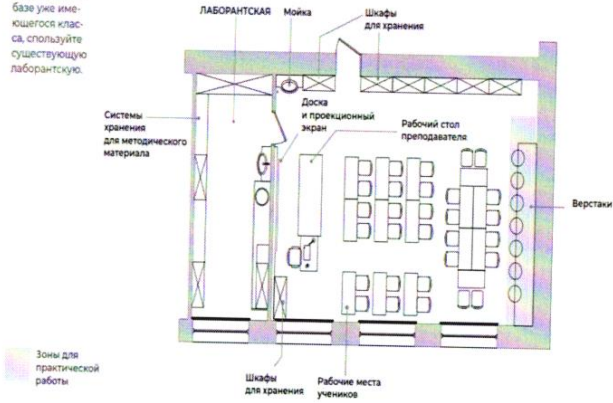 базе уже име-
ющегося клас-
са, спользуйте
существующую
лаборантскую.
ЛАБОРАНТСКАЯ
Мойка
Шкафы
для хранения
Системы
хранения
для методического
материала
Доска
и проекционный
экран
Рабочий стол
преподавателя
Верстаки
Зоны для
практической
работы
Шкафы
для хранения
Рабочие места
учеников